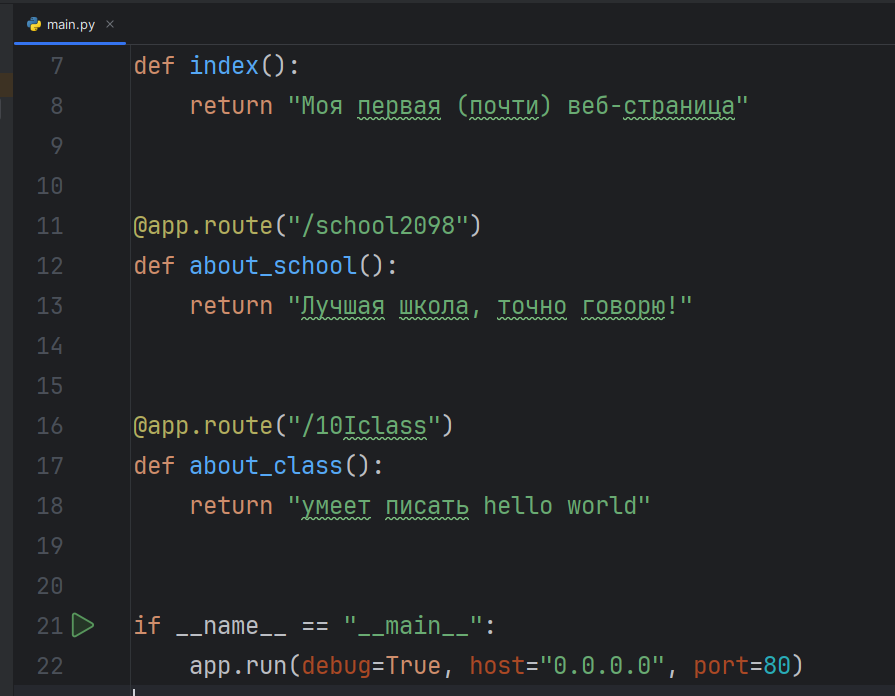 main.py
7 def index():
8 return "Моя первая (почти) веб-страница"
9
10
11 @app.route("/school2098")
12 def about_school():
13 return "Лучшая школа, точно говорю!"
14
15
16 @app.route("/10Iclass")
17 def about_class():
18 return "умеет писать hello world"
19
20
21 if __name__ == "__main__":
22 app.run(debug=True, host="0.0.0.0", port=80)